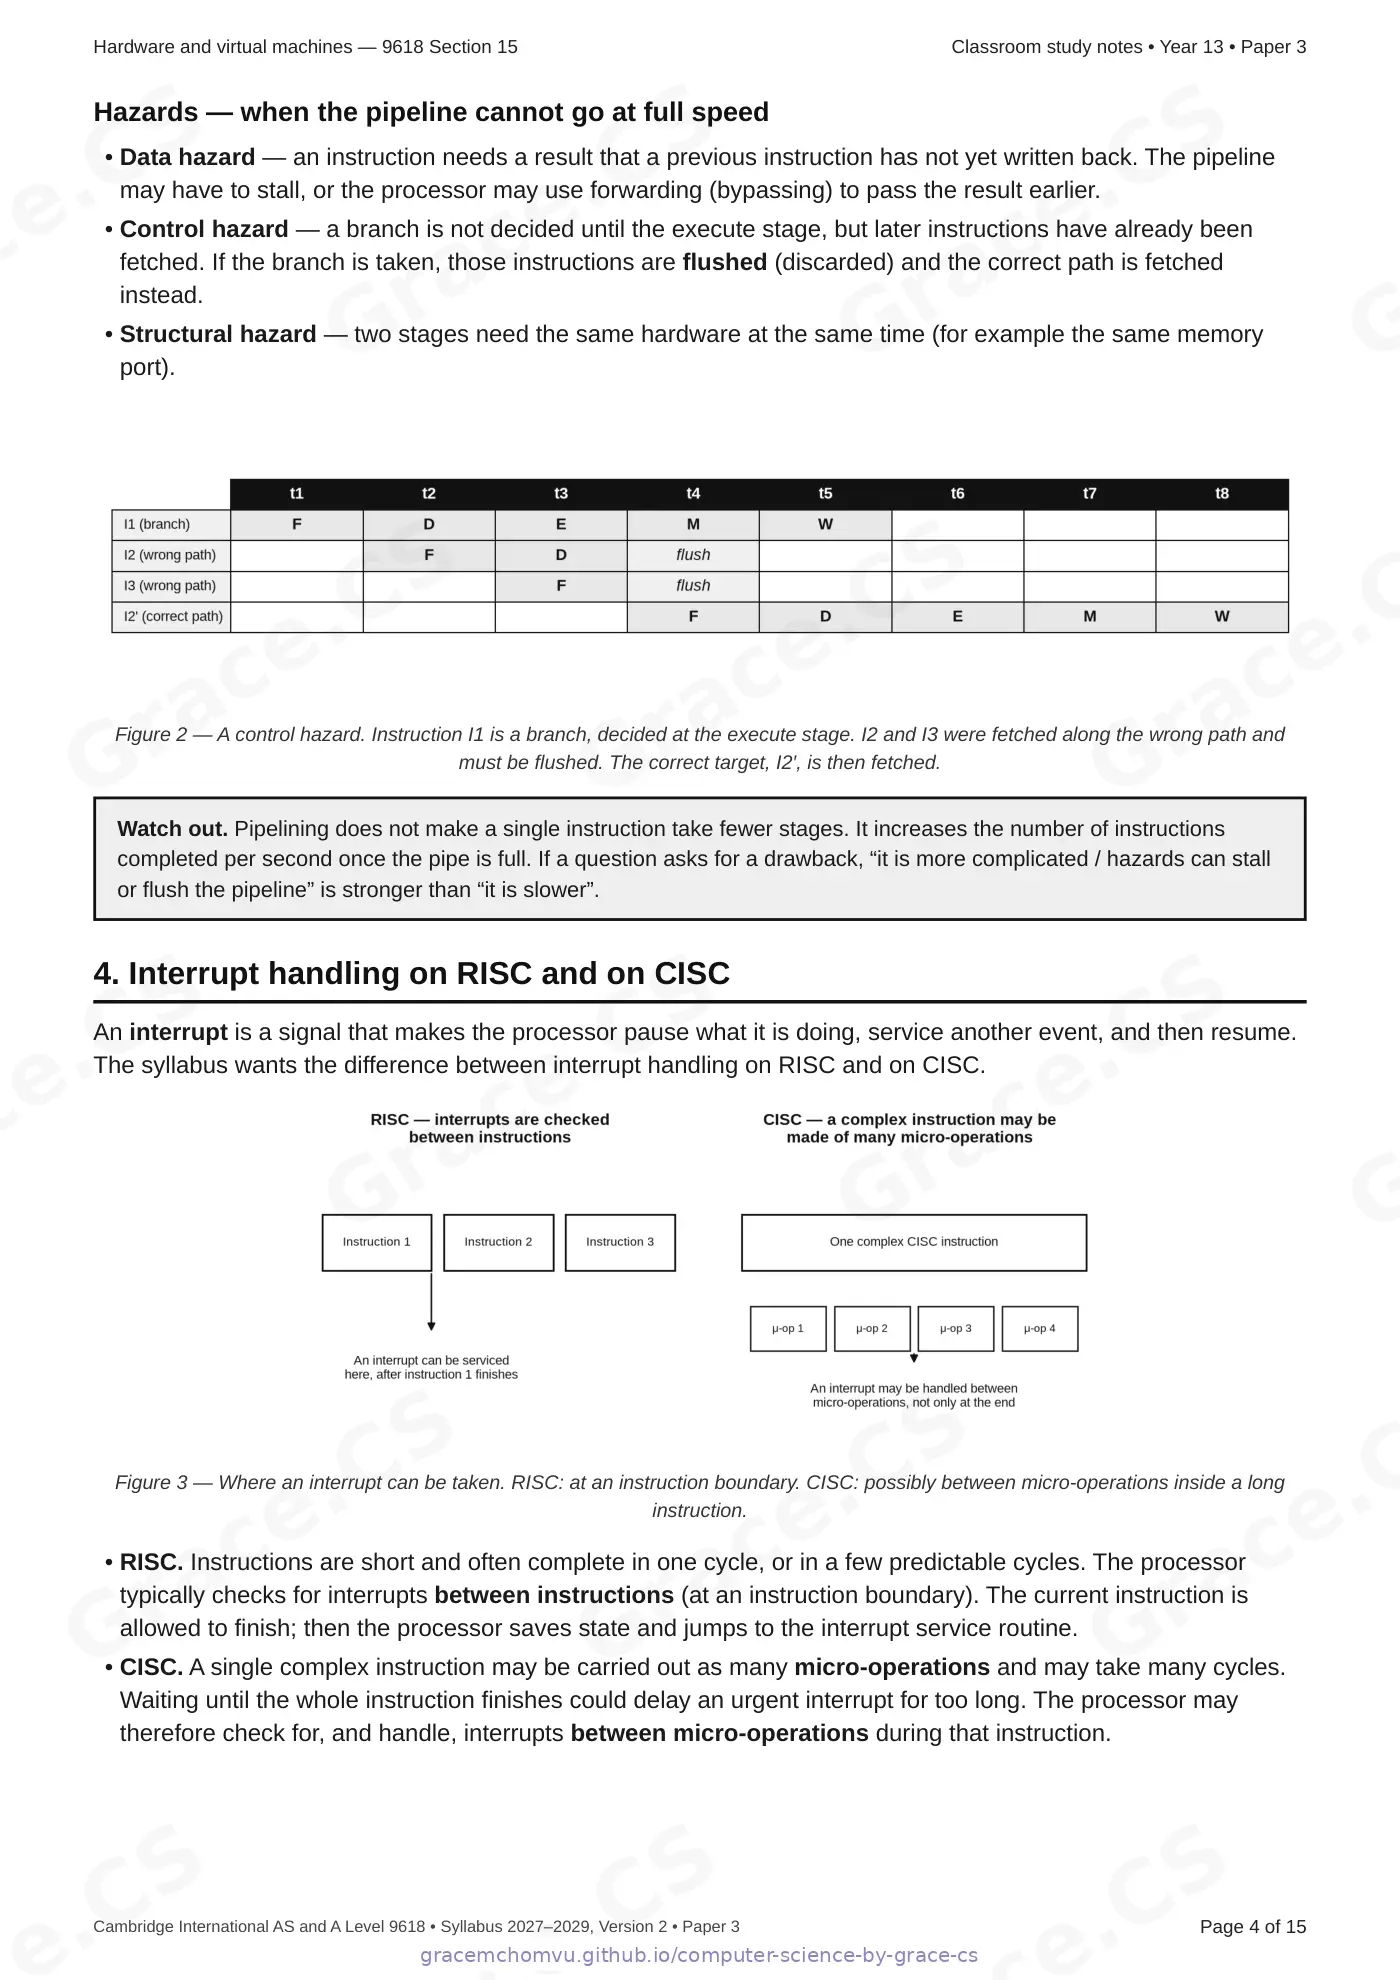 Hardware and virtual machines — 9618 Section 15
Classroom study notes • Year 13 • Paper 3
Hazards — when the pipeline cannot go at full speed
• Data hazard — an instruction needs a result that a previous instruction has not yet written back. The pipeline
may have to stall, or the processor may use forwarding (bypassing) to pass the result earlier.
• Control hazard — a branch is not decided until the execute stage, but later instructions have already been
fetched. If the branch is taken, those instructions are flushed (discarded) and the correct path is fetched
instead.
• Structural hazard — two stages need the same hardware at the same time (for example the same memory
port).
t1 t2 t3 t4 t5 t6 t7 t8
I1 (branch) F D E M W
I2 (wrong path) F D flush
I3 (wrong path) F flush
I2' (correct path) F D E M W
Figure 2 — A control hazard. Instruction I1 is a branch, decided at the execute stage. I2 and I3 were fetched along the wrong path and
must be flushed. The correct target, I2', is then fetched.
Watch out. Pipelining does not make a single instruction take fewer stages. It increases the number of instructions
completed per second once the pipe is full. If a question asks for a drawback, “it is more complicated / hazards can stall
or flush the pipeline” is stronger than “it is slower”.
4. Interrupt handling on RISC and on CISC
An interrupt is a signal that makes the processor pause what it is doing, service another event, and then resume.
The syllabus wants the difference between interrupt handling on RISC and on CISC.
RISC — interrupts are checked
between instructions
Instruction 1 Instruction 2 Instruction 3
An interrupt can be serviced
here, after instruction 1 finishes
CISC — a complex instruction may be
made of many micro-operations
One complex CISC instruction
μ-op 1 μ-op 2 μ-op 3 μ-op 4
An interrupt may be handled between
micro-operations, not only at the end
Figure 3 — Where an interrupt can be taken. RISC: at an instruction boundary. CISC: possibly between micro-operations inside a long
instruction.
• RISC. Instructions are short and often complete in one cycle, or in a few predictable cycles. The processor
typically checks for interrupts between instructions (at an instruction boundary). The current instruction is
allowed to finish; then the processor saves state and jumps to the interrupt service routine.
• CISC. A single complex instruction may be carried out as many micro-operations and may take many cycles.
Waiting until the whole instruction finishes could delay an urgent interrupt for too long. The processor may
therefore check for, and handle, interrupts between micro-operations during that instruction.
Cambridge International AS and A Level 9618 • Syllabus 2027–2029, Version 2 • Paper 3
Page 4 of 15
gracemchomvu.github.io/computer-science-by-grace-cs
Grace.CS